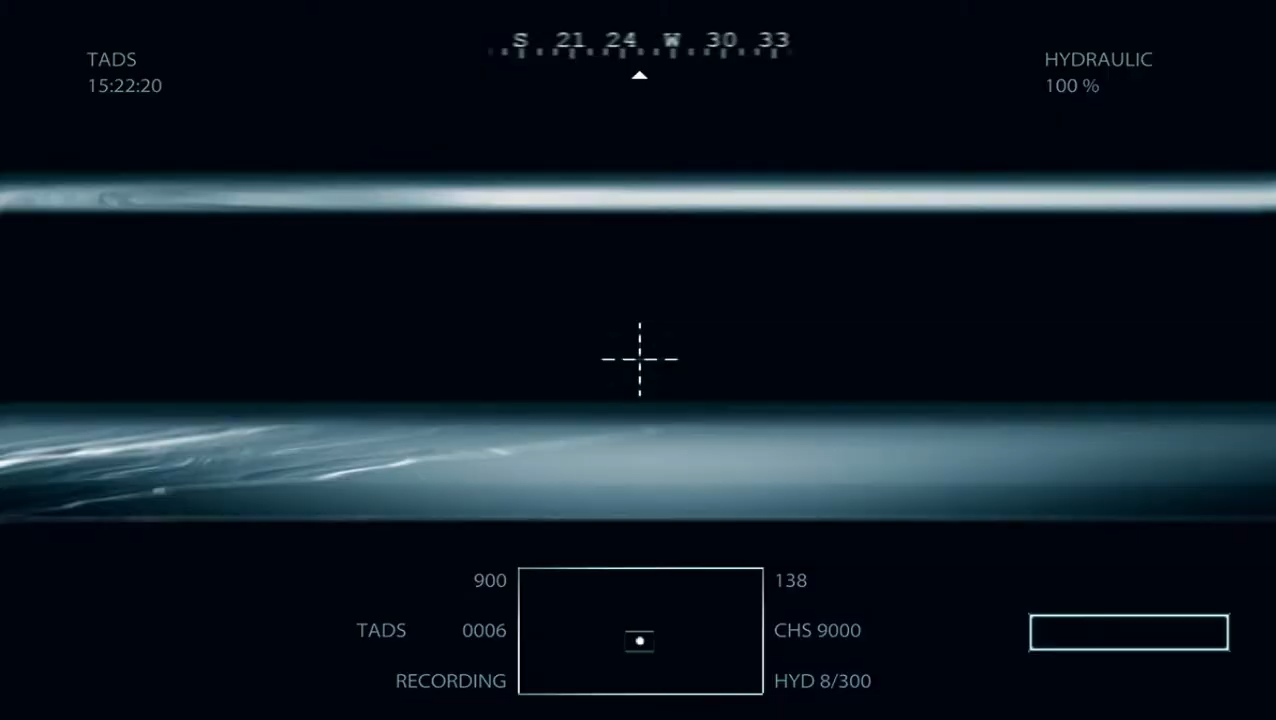 S 21 24 W 30 33
TADS
15:22:20
HYDRAULIC
100 %
900
138
TADS 0006
CHS 9000
RECORDING
HYD 8/300